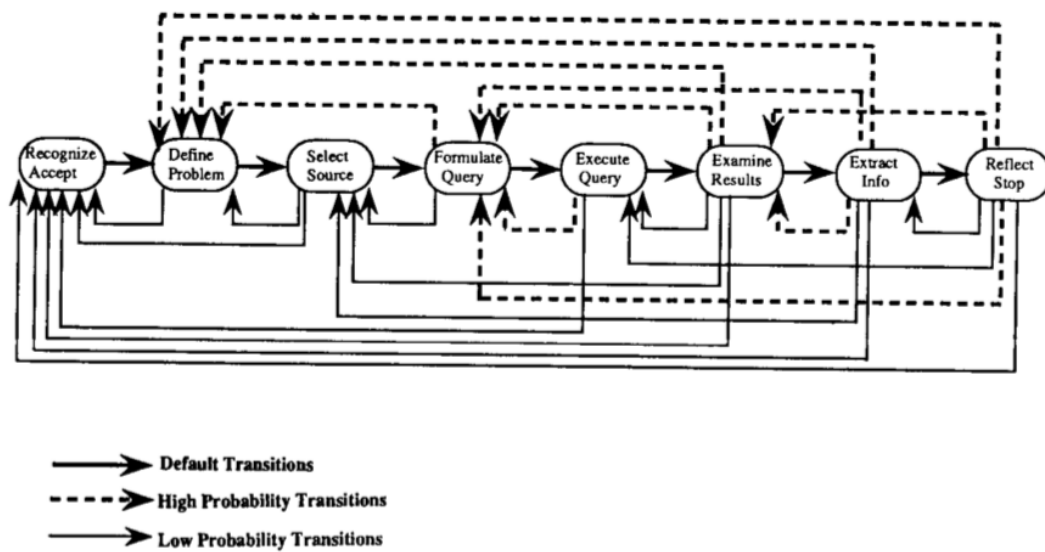 Recognize
Accept
Define
Problem
Select
Source
Formulate
Query
Execute
Query
Examine
Results
Extract
Info
Reflect
Stop
Default Transitions
High Probability Transitions
Low Probability Transitions